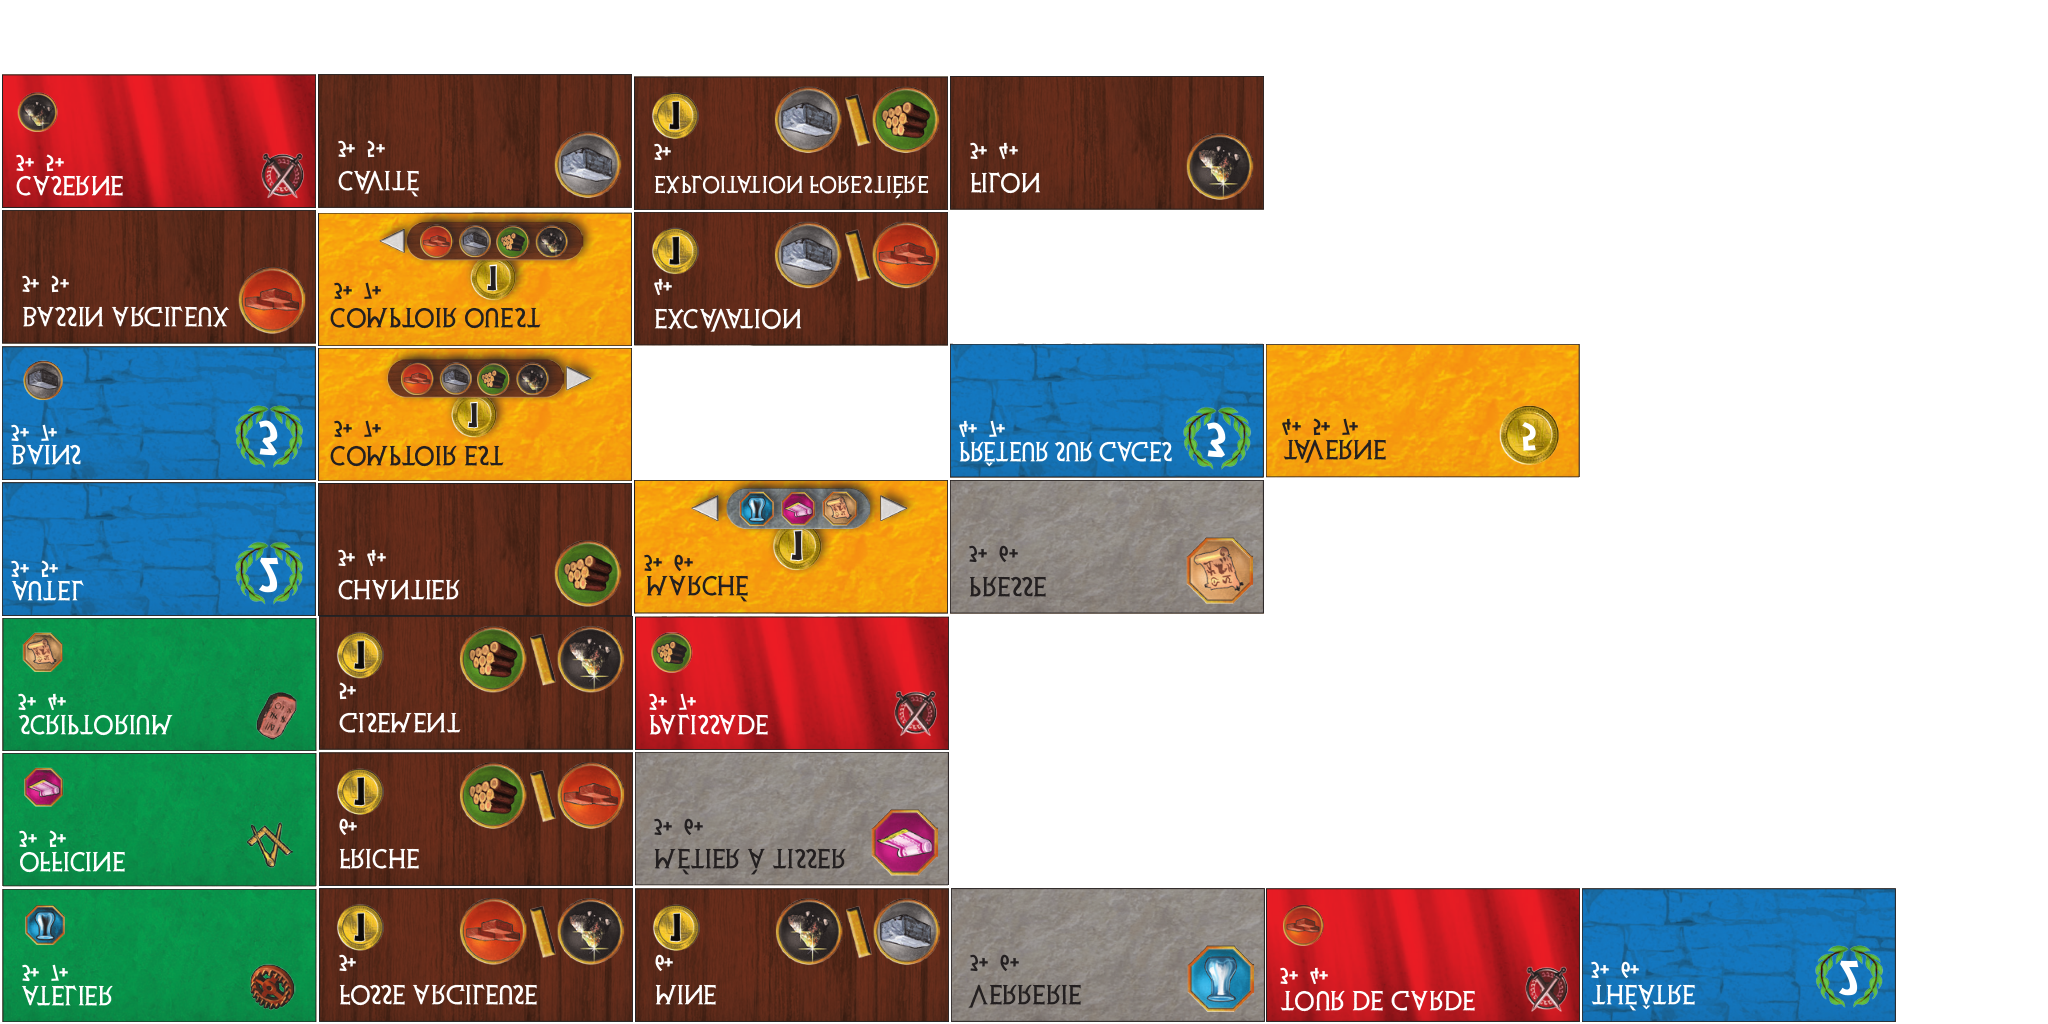 ATELIER
3+ 7+
FOSSE ARGILEUSE
3+
1
MINE
6+
1
VERRERIE
3+ 6+
TOUR DE GARDE
3+ 4+
THÉÂTRE
3+ 6+
2
OFFICINE
3+ 5+
FRICHE
6+
1
MÉTIER À TISSER
3+ 6+
SCRIPTORIUM
3+ 4+
GISEMENT
5+
1
PALISSADE
3+ 7+
AUTEL
3+ 5+
2
CHANTIER
3+ 4+
MARCHÉ
3+ 6+
1
PRESSE
3+ 6+
BAINS
3+ 7+
3
COMPTOIR EST
3+ 7+
1
PRÊTEUR SUR GAGES
4+ 7+
3
TAVERNE
4+ 5+ 7+
5
BASSIN ARGILEUX
3+ 5+
COMPTOIR OUEST
3+ 7+
1
EXCAVATION
4+
1
CASERNE
3+ 5+
CAVITÉ
3+ 5+
EXPLOITATION FORESTIÈRE
3+
1
FILON
3+ 4+